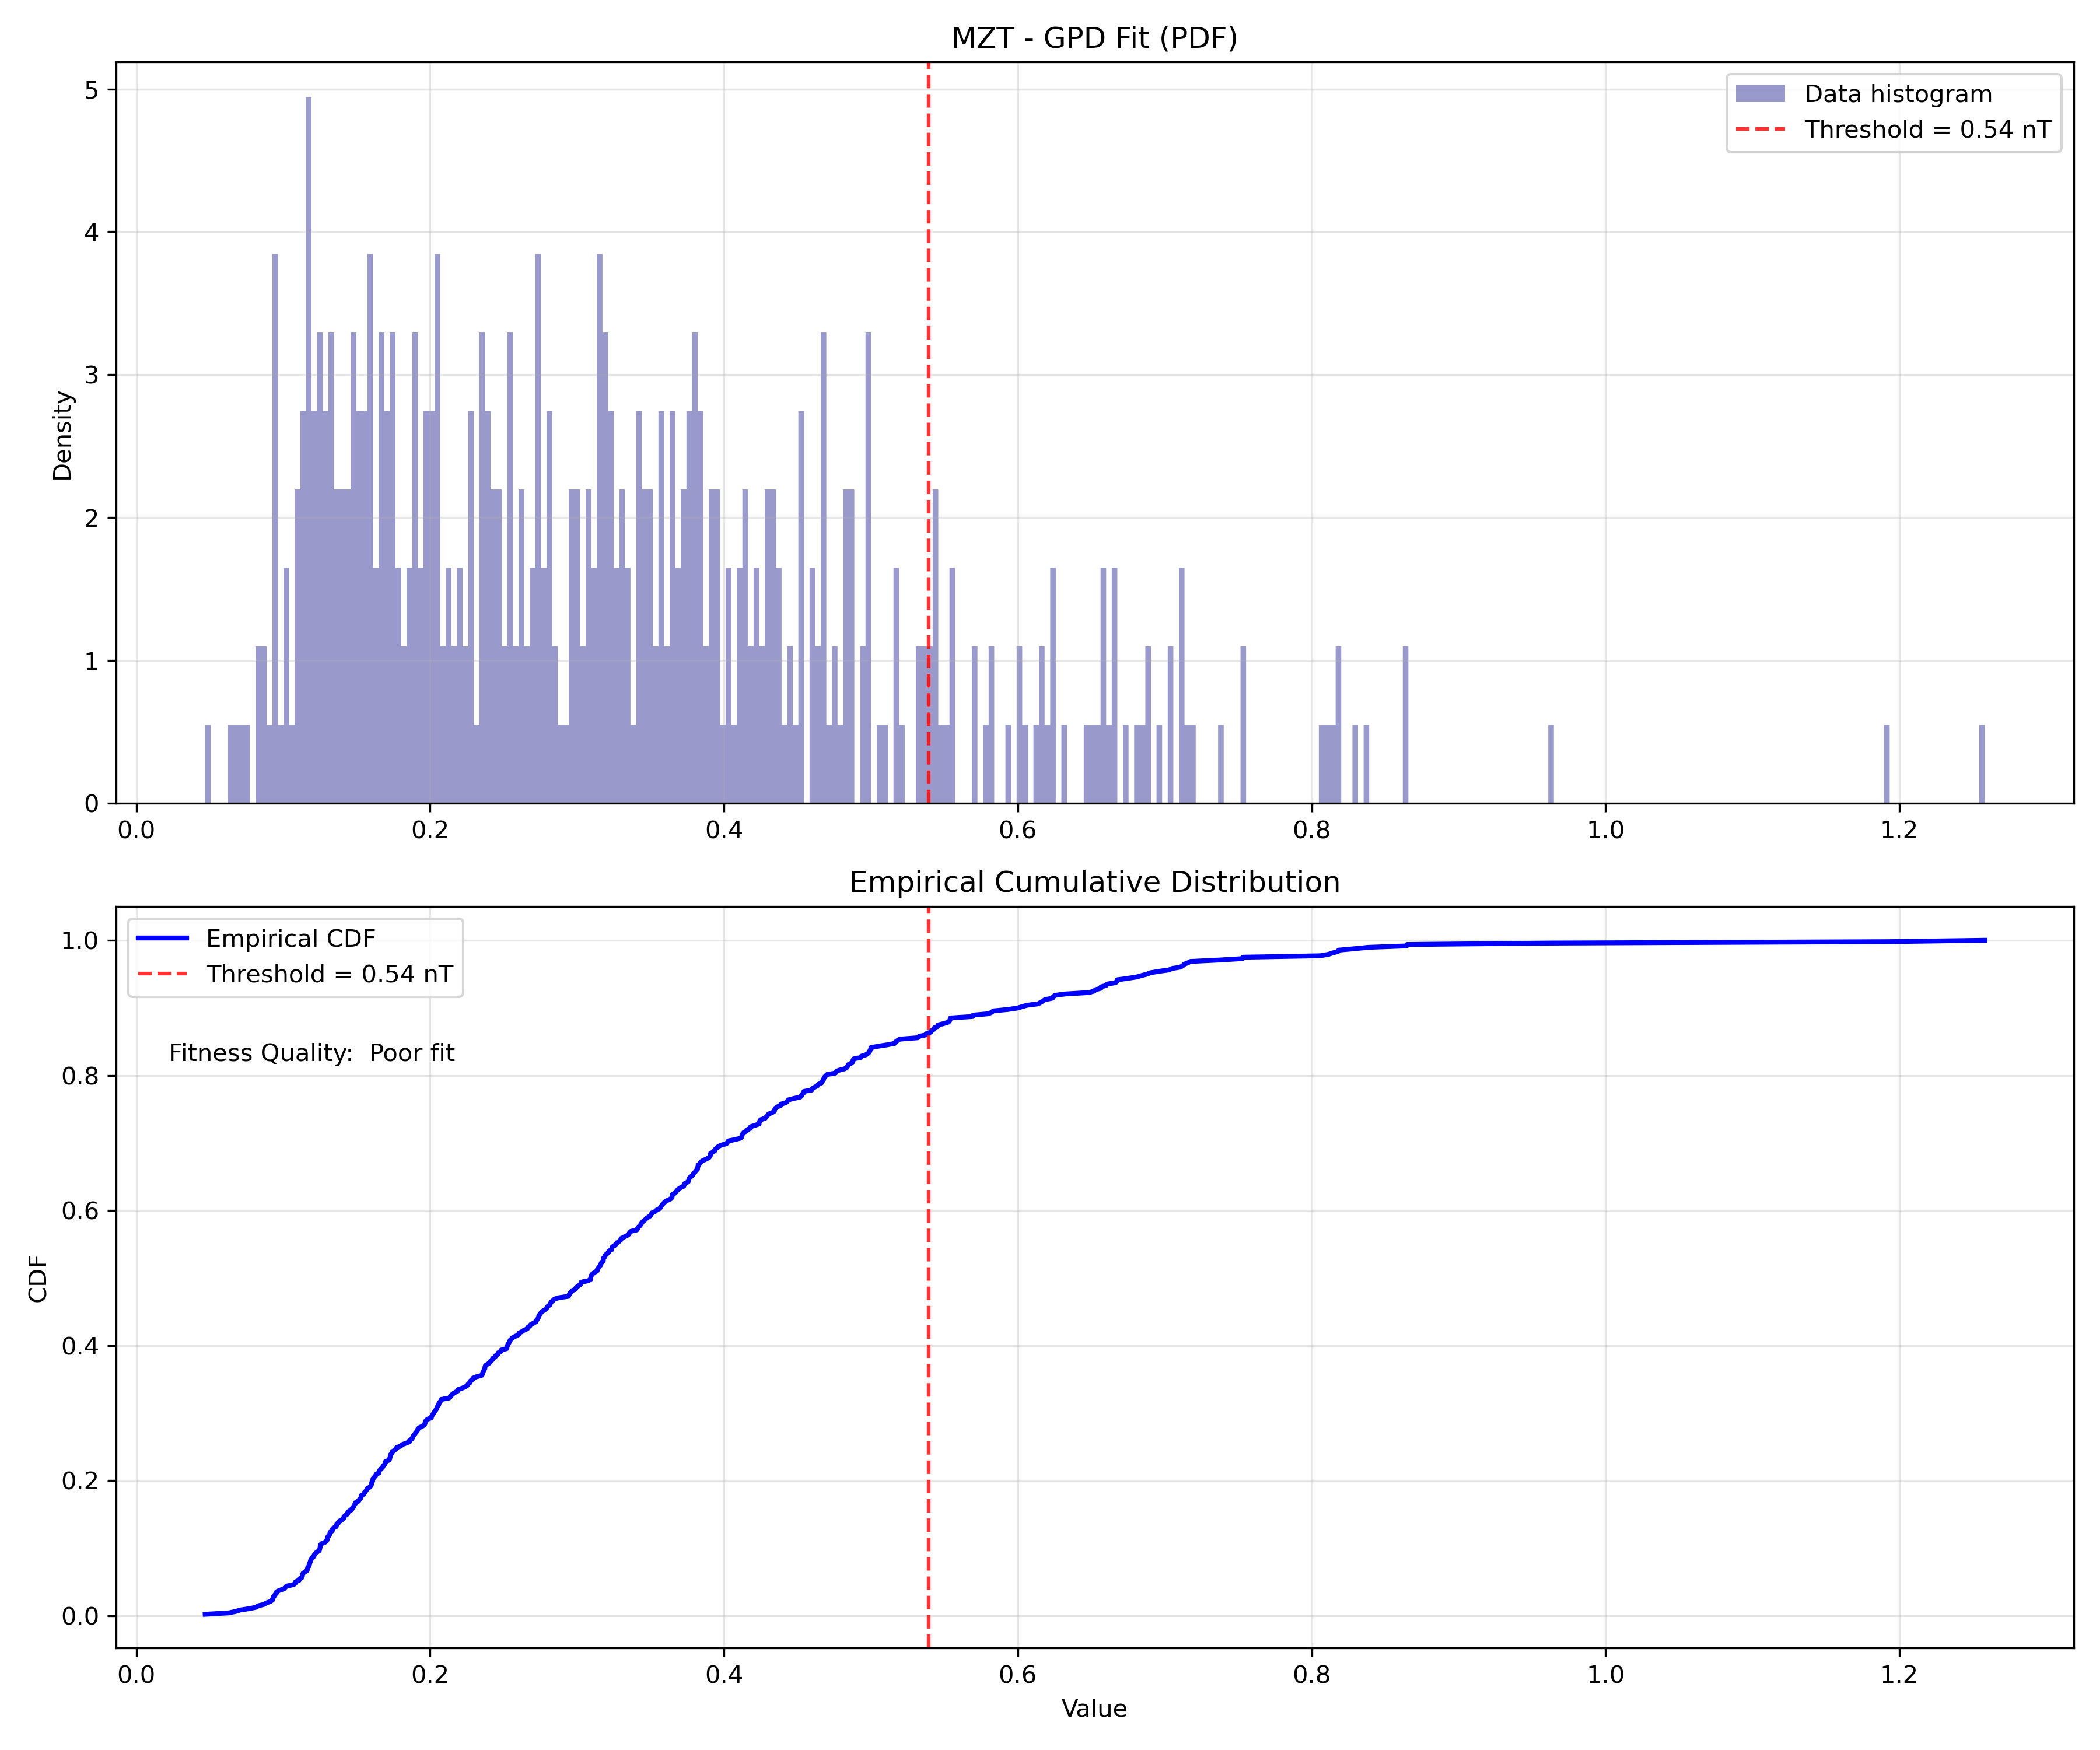 MZT - GPD Fit (PDF)
Density
5
4
3
2
1
0
Data histogram
Threshold = 0.54 nT
0.0 0.2 0.4 0.6 0.8 1.0 1.2
Empirical Cumulative Distribution
CDF
1.0
0.8
0.6
0.4
0.2
0.0
Empirical CDF
Threshold = 0.54 nT
Fitness Quality:  Poor fit
0.0 0.2 0.4 0.6 0.8 1.0 1.2
Value